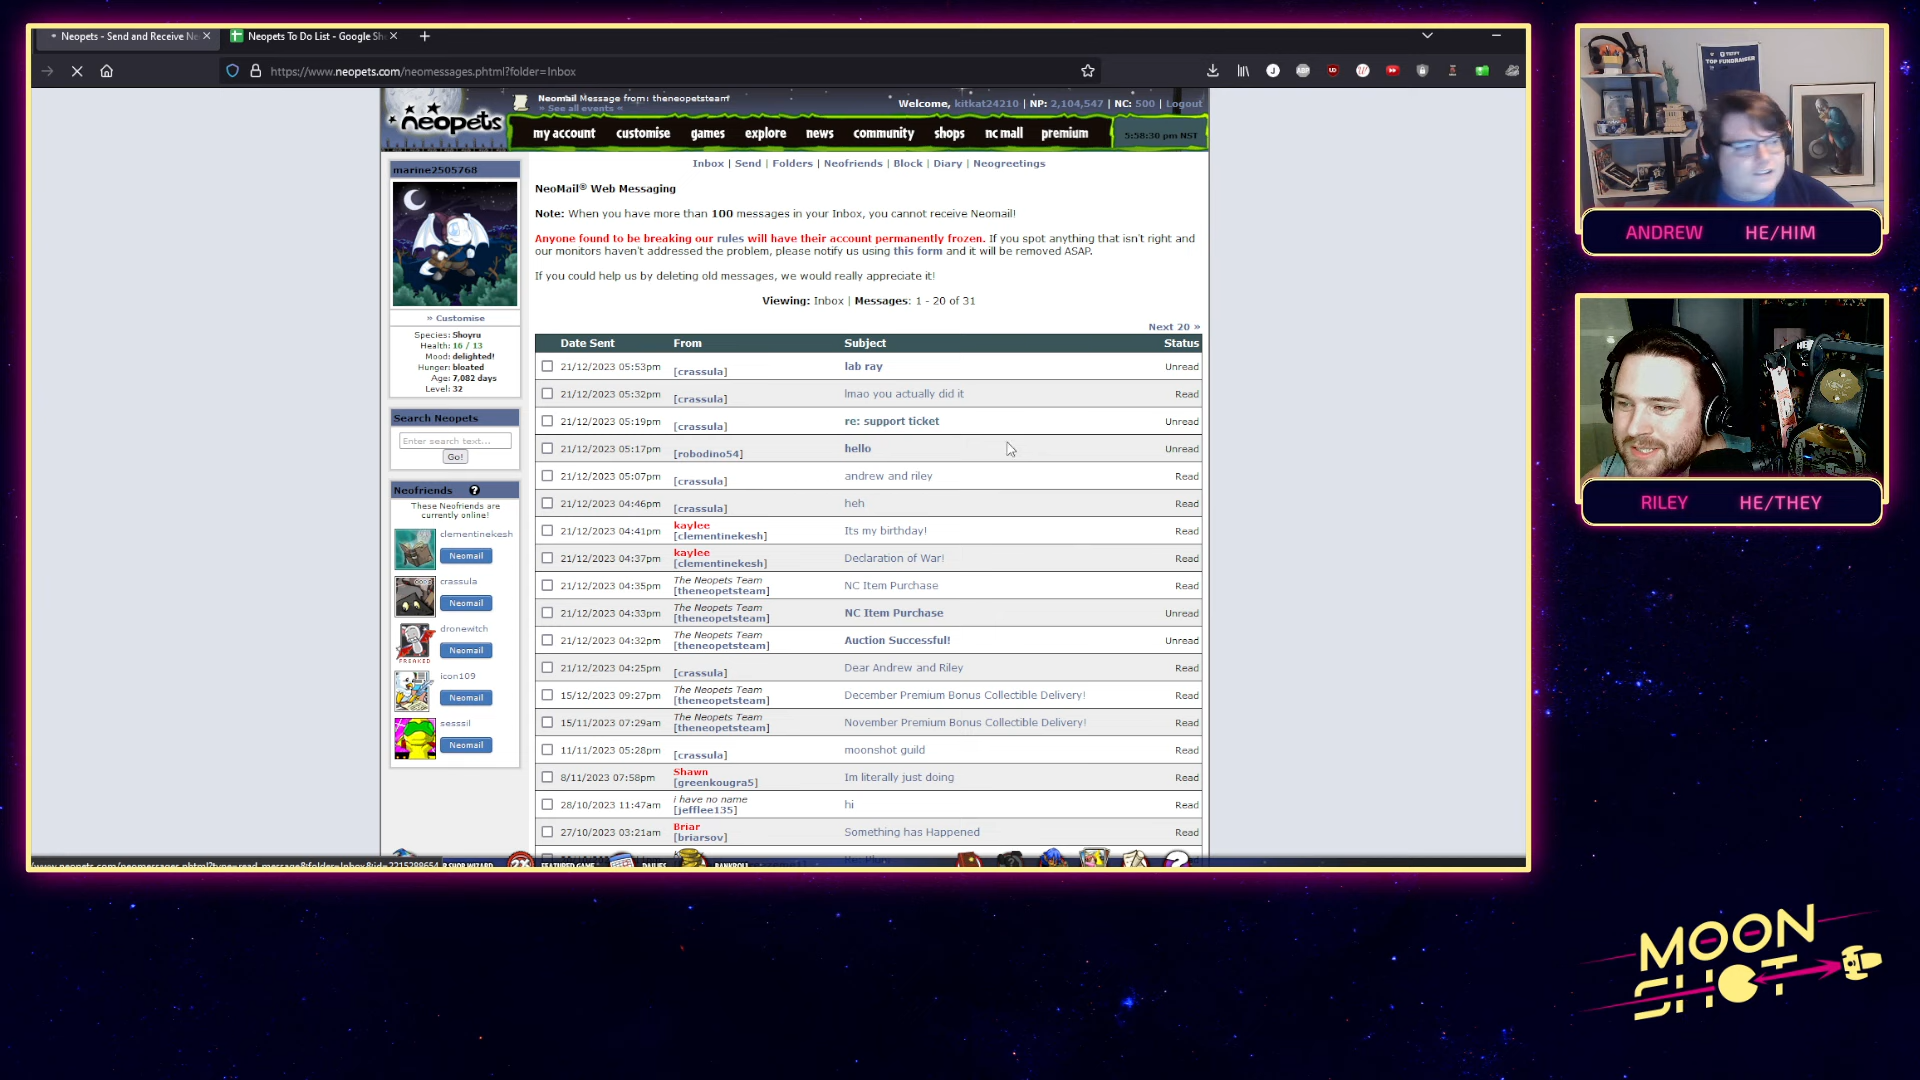 Neopets - Send and Receive Ne
Neopets To Do List - Google Sh
https://www.neopets.com/neomessages.phtml?folder=Inbox
Neomail Message from: theneopetsteam
» See all events «
Welcome, kitkat24210 | NP: 2,104,547 | NC: 500 | Logout
neopets
my account customise games explore news community shops nc mall premium
5:58:30 pm NST
marine2505768
» Customise
Species: Shoyru
Health: 16 / 13
Mood: delighted!
Hunger: bloated
Age: 7,082 days
Level: 32
Search Neopets
Enter search text...
Go!
Neofriends ?
These Neofriends are
currently online!
clementinekesh
Neomail
crassula
Neomail
dronewitch
Neomail
icon109
Neomail
sesssil
Neomail
Inbox | Send | Folders | Neofriends | Block | Diary | Neogreetings
NeoMail® Web Messaging
Note: When you have more than 100 messages in your Inbox, you cannot receive Neomail!
Anyone found to be breaking our rules will have their account permanently frozen. If you spot anything that isn't right and
our monitors haven't addressed the problem, please notify us using this form and it will be removed ASAP.
If you could help us by deleting old messages, we would really appreciate it!
Viewing: Inbox | Messages: 1 - 20 of 31
Next 20 »
Date Sent From Subject Status
21/12/2023 05:53pm [crassula] lab ray Unread
21/12/2023 05:32pm [crassula] lmao you actually did it Read
21/12/2023 05:19pm [crassula] re: support ticket Unread
21/12/2023 05:17pm [robodino54] hello Unread
21/12/2023 05:07pm [crassula] andrew and riley Read
21/12/2023 04:46pm [crassula] heh Read
21/12/2023 04:41pm kaylee [clementinekesh] Its my birthday! Read
21/12/2023 04:37pm kaylee [clementinekesh] Declaration of War! Read
21/12/2023 04:35pm The Neopets Team [theneopetsteam] NC Item Purchase Read
21/12/2023 04:33pm The Neopets Team [theneopetsteam] NC Item Purchase Unread
21/12/2023 04:32pm The Neopets Team [theneopetsteam] Auction Successful! Unread
21/12/2023 04:25pm [crassula] Dear Andrew and Riley Read
15/12/2023 09:27pm The Neopets Team [theneopetsteam] December Premium Bonus Collectible Delivery! Read
15/11/2023 07:29am The Neopets Team [theneopetsteam] November Premium Bonus Collectible Delivery! Read
11/11/2023 05:28pm [crassula] moonshot guild Read
8/11/2023 07:58pm Shawn [greenkougra5] Im literally just doing Read
28/10/2023 11:47am i have no name [jefflee135] hi Read
27/10/2023 03:21am Briar [briarsov] Something has Happened Read
SHOP WIZARD FEATURED GAME DAILIES BANKROLL
TOP FUNDRAISER
ANDREW HE/HIM
RILEY HE/THEY
MOON
SHOT